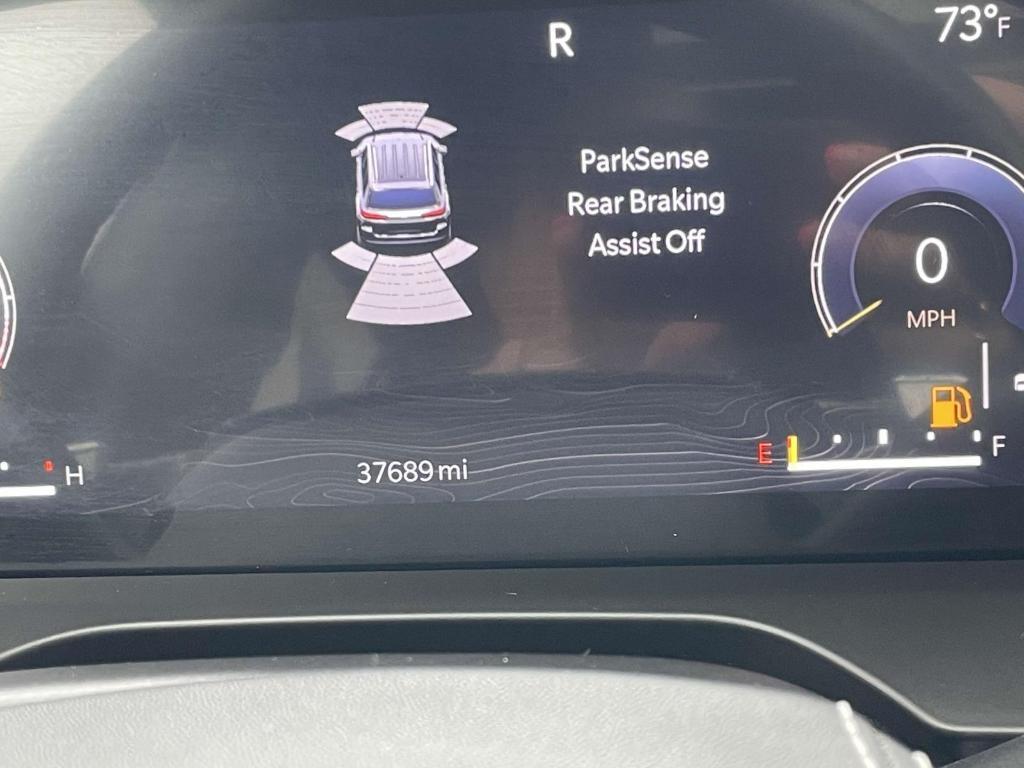 R
73°F
ParkSense
Rear Braking
Assist Off
0
MPH
H
37689 mi
E
F